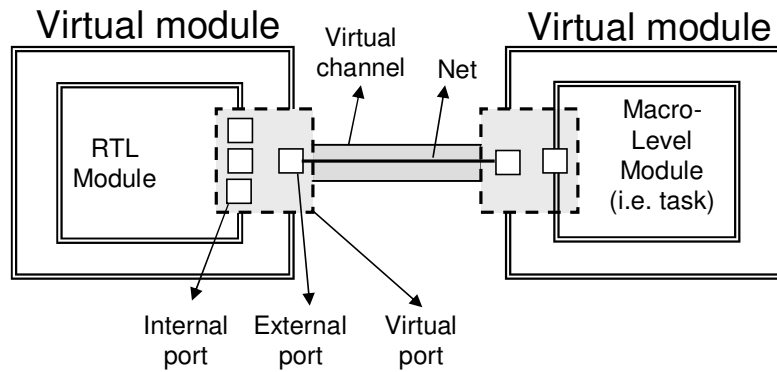 Virtual module
Virtual module
Virtual
channel
Net
RTL
Module
Macro-
Level
Module
(i.e. task)
Internal
port
External
port
Virtual
port